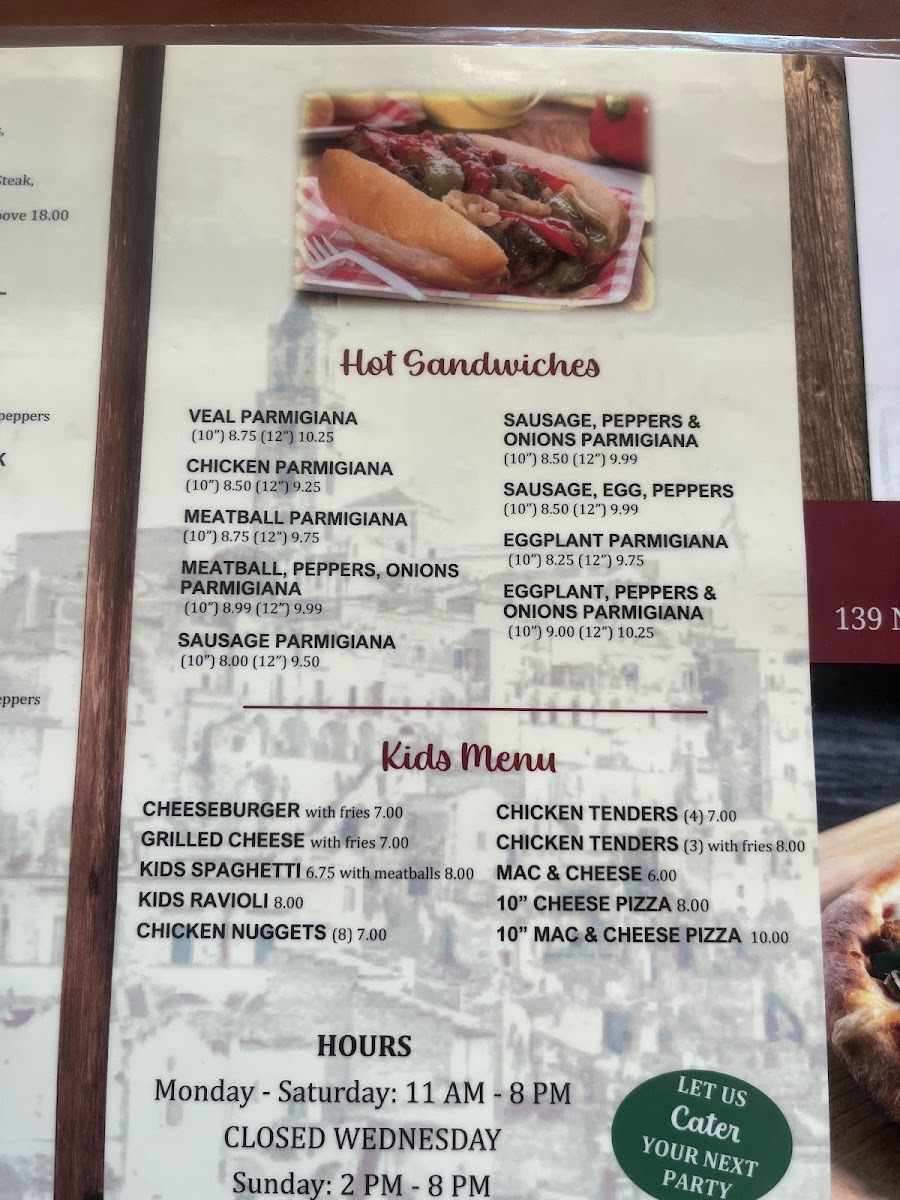 Steak,
ove 18.00
peppers
K
eppers
Hot Sandwiches
VEAL PARMIGIANA
(10”) 8.75 (12”) 10.25
CHICKEN PARMIGIANA
(10”) 8.50 (12”) 9.25
MEATBALL PARMIGIANA
(10”) 8.75 (12”) 9.75
MEATBALL, PEPPERS, ONIONS
PARMIGIANA
(10”) 8.99 (12”) 9.99
SAUSAGE PARMIGIANA
(10”) 8.00 (12”) 9.50
SAUSAGE, PEPPERS &
ONIONS PARMIGIANA
(10”) 8.50 (12”) 9.99
SAUSAGE, EGG, PEPPERS
(10”) 8.50 (12”) 9.99
EGGPLANT PARMIGIANA
(10”) 8.25 (12”) 9.75
EGGPLANT, PEPPERS &
ONIONS PARMIGIANA
(10”) 9.00 (12”) 10.25
Kids Menu
CHEESEBURGER with fries 7.00
GRILLED CHEESE with fries 7.00
KIDS SPAGHETTI 6.75 with meatballs 8.00
KIDS RAVIOLI 8.00
CHICKEN NUGGETS (8) 7.00
CHICKEN TENDERS (4) 7.00
CHICKEN TENDERS (3) with fries 8.00
MAC & CHEESE 6.00
10” CHEESE PIZZA 8.00
10” MAC & CHEESE PIZZA 10.00
HOURS
Monday - Saturday: 11 AM - 8 PM
CLOSED WEDNESDAY
Sunday: 2 PM - 8 PM
LET US
Cater
YOUR NEXT
PARTY
139 N